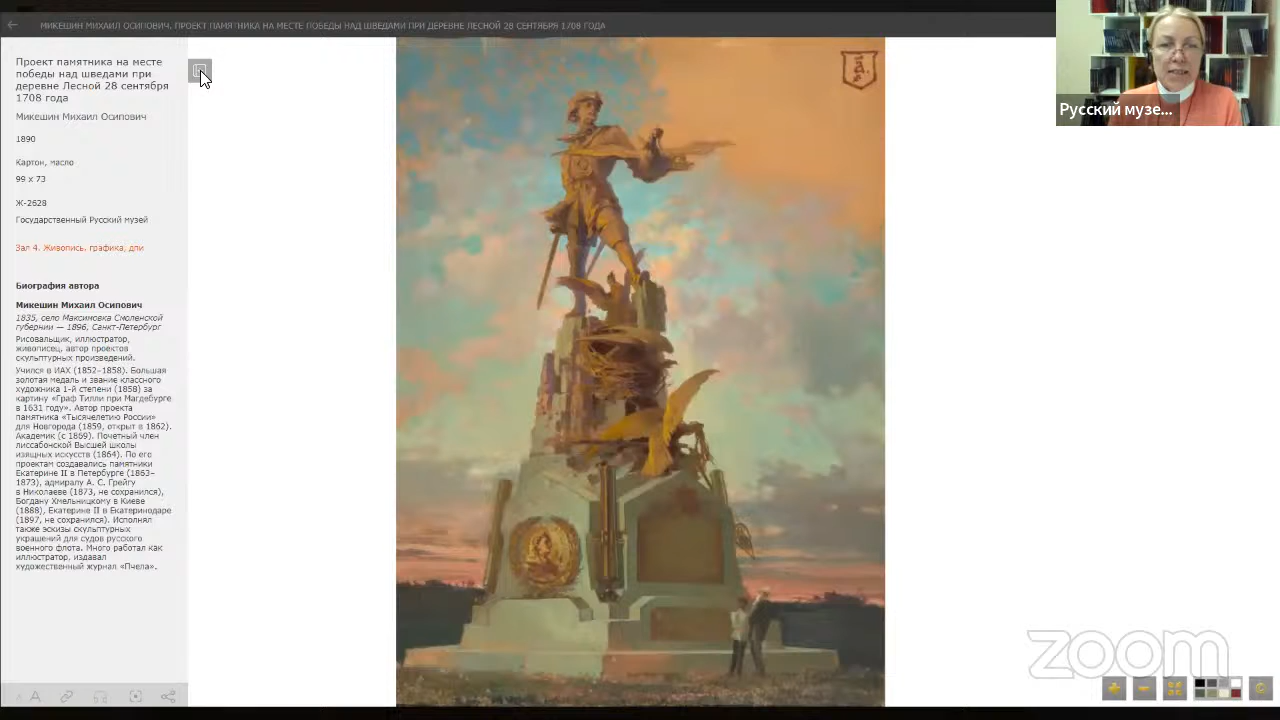 МИКЕШИН МИХАИЛ ОСИПОВИЧ. ПРОЕКТ ПАМЯТНИКА НА МЕСТЕ ПОБЕДЫ НАД ШВЕДАМИ ПРИ ДЕРЕВНЕ ЛЕСНОЙ 28 СЕНТЯБРЯ 1708 ГОДА
Проект памятника на месте
победы над шведами при
деревне Лесной 28 сентября
1708 года
Микешин Михаил Осипович
1890
Картон, масло
99 x 73
Ж-2628
Государственный Русский музей
Зал 4. Живопись, графика, дпи
Биография автора
Микешин Михаил Осипович
1835, село Максимовка Смоленской
губернии — 1896, Санкт-Петербург
Рисовальщик, иллюстратор,
живописец, автор проектов
скульптурных произведений.
Учился в ИАХ (1852–1858). Большая
золотая медаль и звание классного
художника 1-й степени (1858) за
картину «Граф Тилли при Магдебурге
в 1631 году». Автор проекта
памятника «Тысячелетию России»
для Новгорода (1859, открыт в 1862).
Академик (с 1869). Почетный член
лиссабонской Высшей школы
изящных искусств (1864). По его
проектам создавались памятники
Екатерине II в Петербурге (1863–
1873), адмиралу А. С. Грейгу
в Николаеве (1873, не сохранился),
Богдану Хмельницкому в Киеве
(1888), Екатерине II в Екатеринодаре
(1897, не сохранился). Исполнял
также эскизы скульптурных
украшений для судов русского
военного флота. Много работал как
иллюстратор, издавал
художественный журнал «Пчела».
А А
Русский музе...
zoom